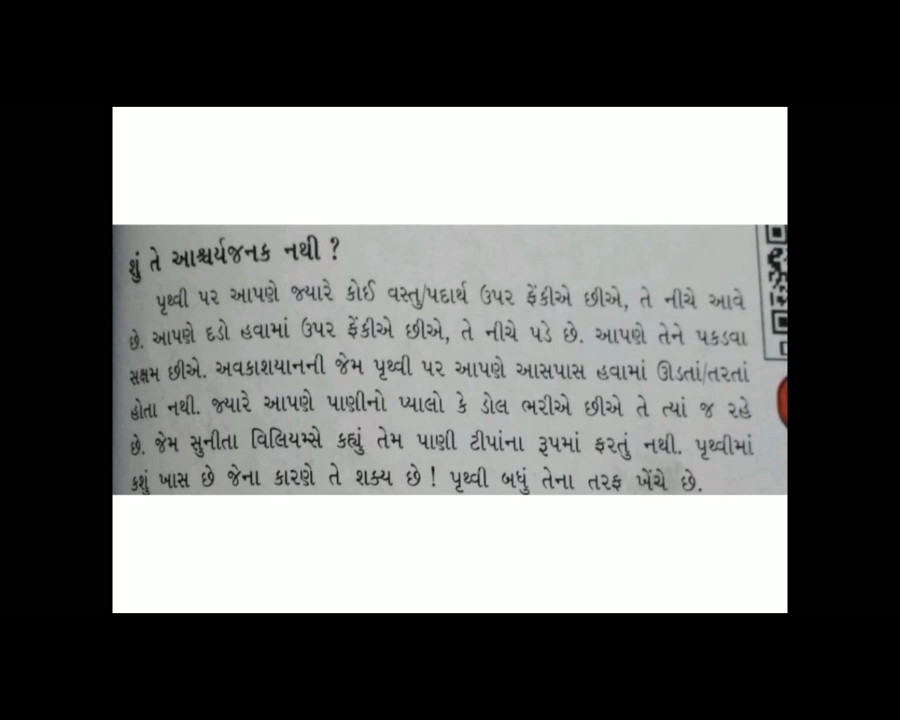 શું તે આશ્ચર્યજનક નથી ?
પૃથ્વી પર આપણે જ્યારે કોઈ વસ્તુ/પદાર્થ ઉપર ફેંકીએ છીએ, તે નીચે આવે
છે. આપણે દડો હવામાં ઉપર ફેંકીએ છીએ, તે નીચે પડે છે. આપણે તેને પકડવા
સક્ષમ છીએ. અવકાશયાનની જેમ પૃથ્વી પર આપણે આસપાસ હવામાં ઊડતાં/તરતાં
હોતા નથી. જ્યારે આપણે પાણીનો પ્યાલો કે ડોલ ભરીએ છીએ તે ત્યાં જ રહે
છે. જેમ સુનીતા વિલિયમ્સે કહ્યું તેમ પાણી ટીપાંના રૂપમાં ફરતું નથી. પૃથ્વીમાં
કશું ખાસ છે જેના કારણે તે શક્ય છે ! પૃથ્વી બધું તેના તરફ ખેંચે છે.